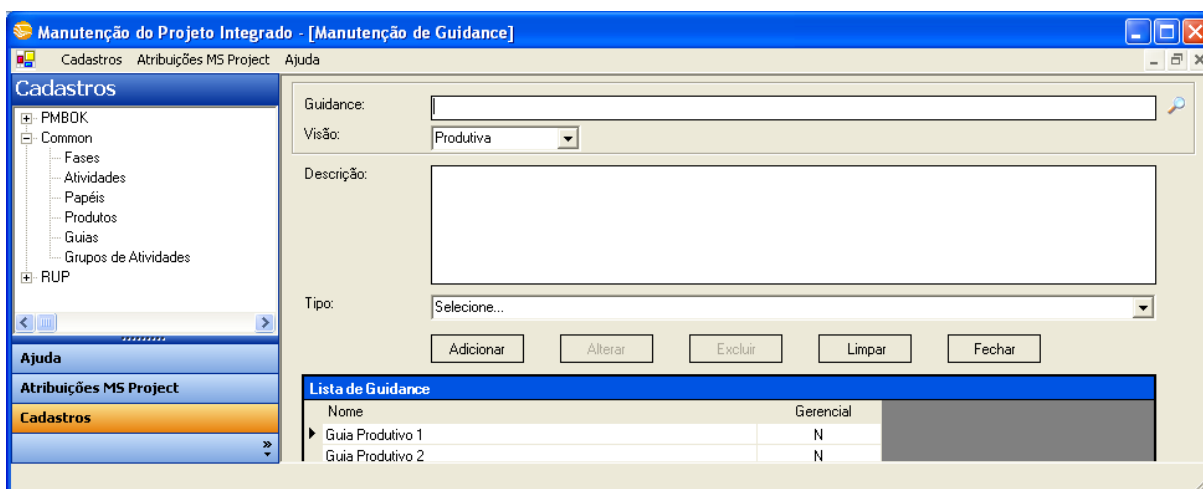 Manutenção do Projeto Integrado - [Manutenção de Guidance]
Cadastros Atribuições MS Project Ajuda
Cadastros
PMBOK
Common
Fases
Atividades
Papéis
Produtos
Guias
Grupos de Atividades
RUP
Ajuda
Atribuições MS Project
Cadastros
Guidance:
Visão: Produtiva
Descrição:
Tipo: Selecione...
Adicionar Alterar Excluir Limpar Fechar
Lista de Guidance
Nome Gerencial
Guia Produtivo 1 N
Guia Produtivo 2 N